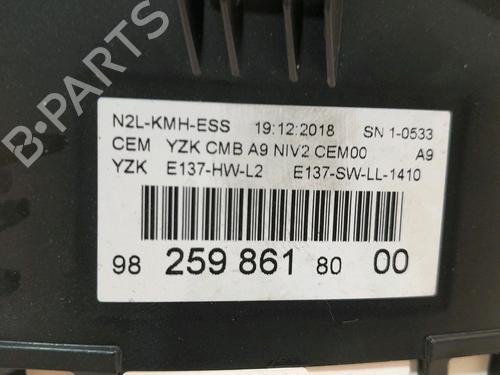 N2L-KMH-ESS 19:12:2018 SN 1-0533
CEM YZK CMB A9 NIV2 CEM00 A9
YZK E137-HW-L2 E137-SW-LL-1410
98 259 861 80 00
B-PARTS